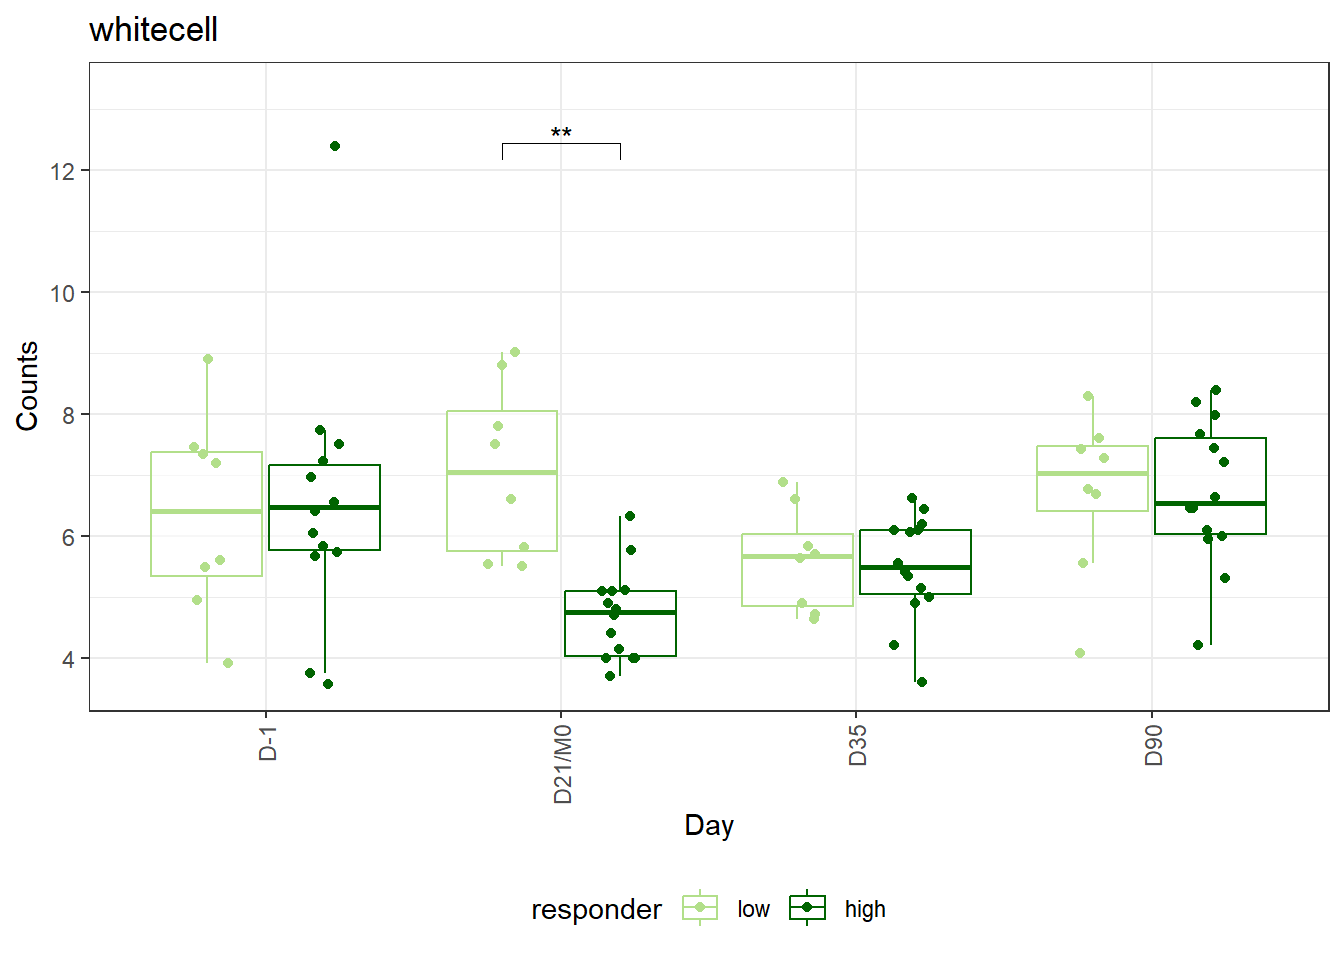 whitecell
**
12
10
8
6
4
Counts
D-1
D21/M0
D35
D90
Day
responder low high